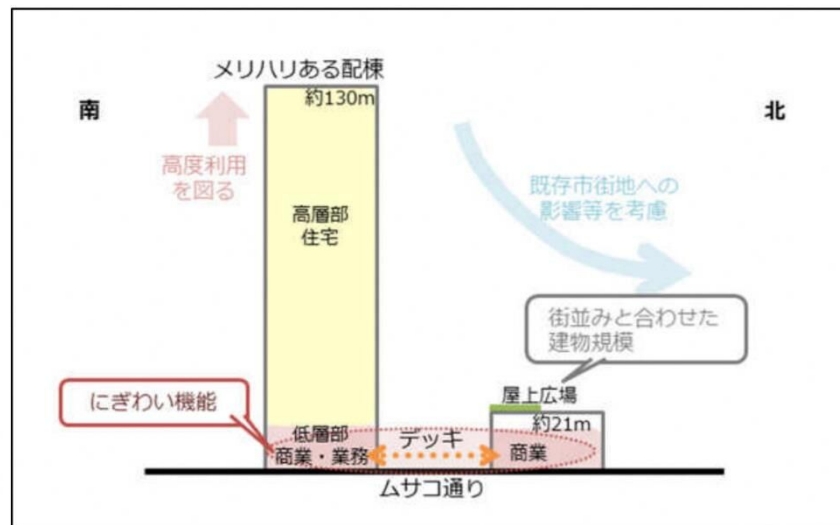 メリハリある配棟
約130m
南
北
高度利用
を図る
既存市街地への
影響等を考慮
高層部
住宅
街並みと合わせた
建物規模
にぎわい機能
屋上広場
約21m
低層部
商業・業務
デッキ
商業
ムサコ通り